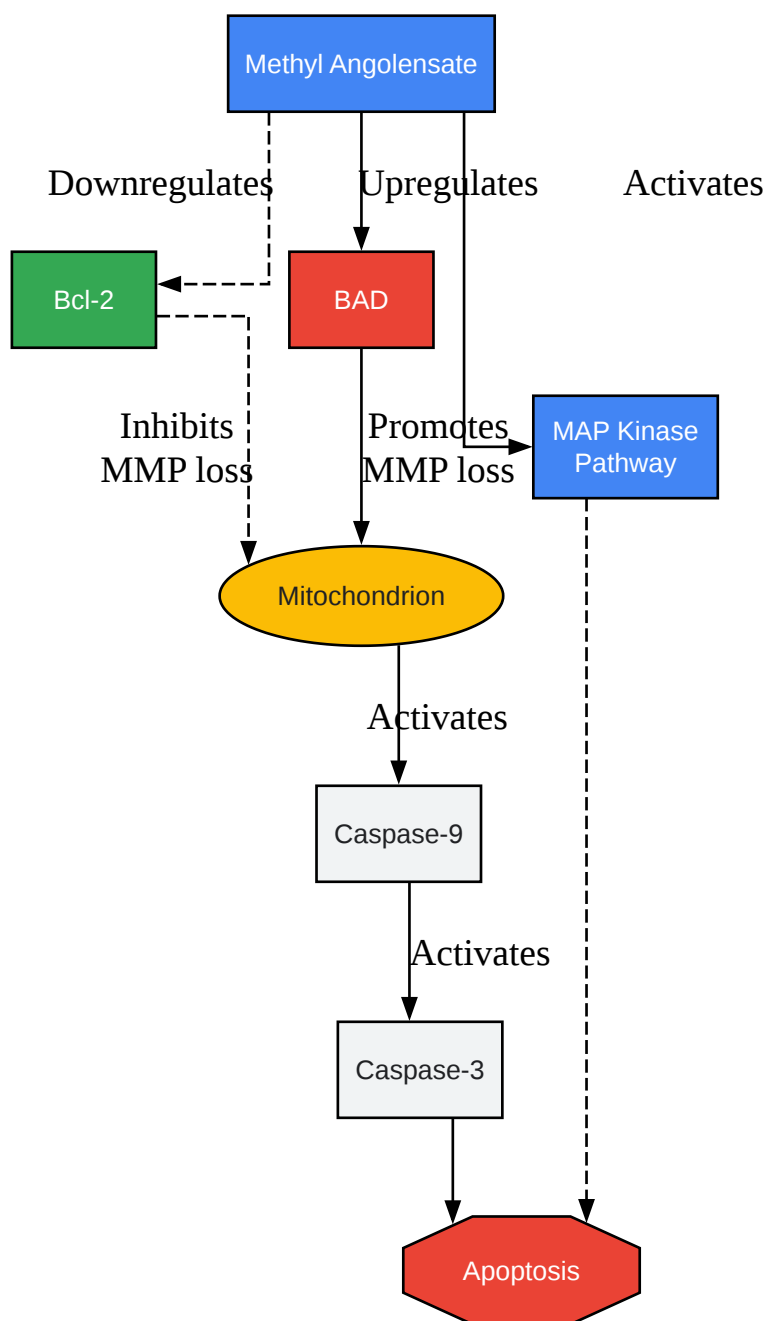 Methyl Angolensate
Downregulates
Upregulates
Activates
Bcl-2
BAD
Inhibits
MMP loss
Promotes
MMP loss
MAP Kinase
Pathway
Mitochondrion
Activates
Caspase-9
Activates
Caspase-3
Apoptosis